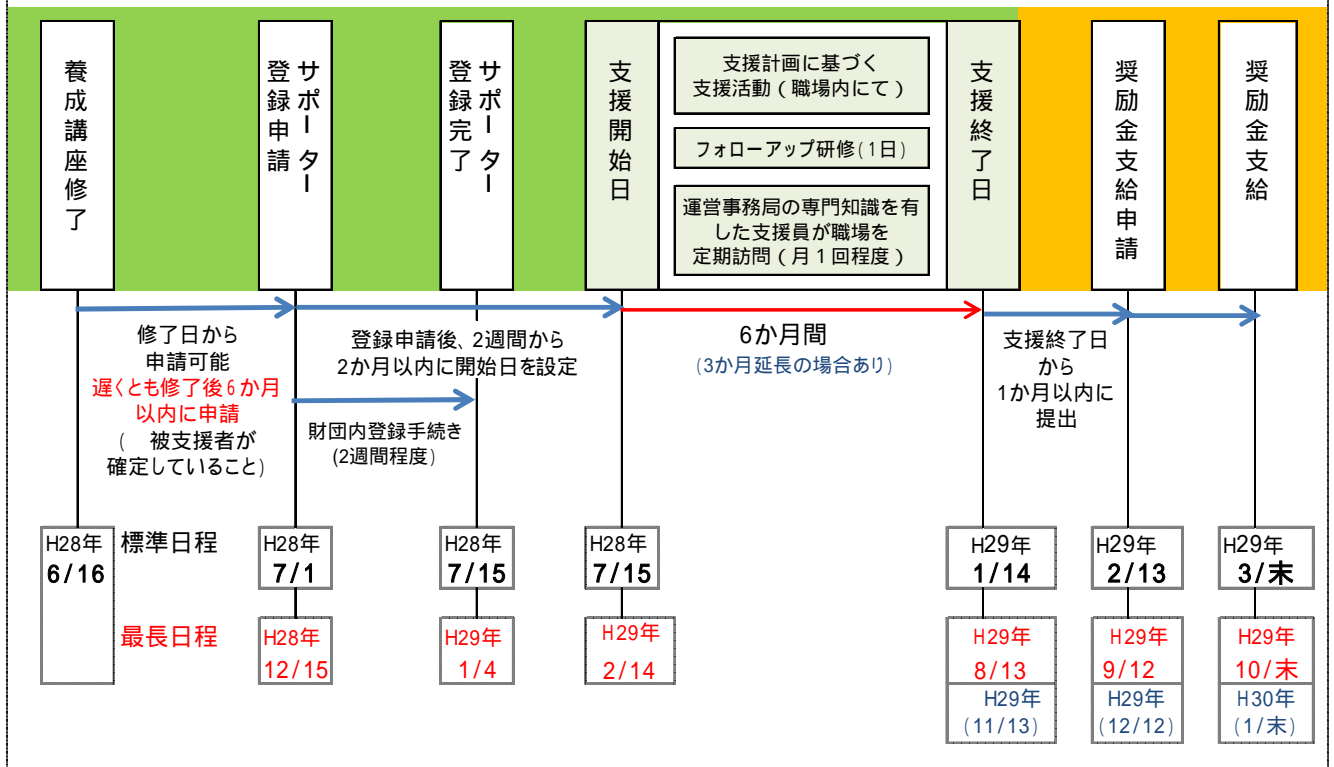 養成講座修了
サポーター
登録申請
サポーター
登録完了
支援開始日
支援計画に基づく
支援活動(職場内にて)
フォローアップ研修(1日)
運営事務局の専門知識を有
した支援員が職場を
定期訪問(月1回程度)
支援終了日
奨励金支給申請
奨励金支給
修了日から
申請可能
遅くとも修了後6か月
以内に申請
( 被支援者が
確定していること)
登録申請後、2週間から
2か月以内に開始日を設定
財団内登録手続き
(2週間程度)
6か月間
(3か月延長の場合あり)
支援終了日
から
1か月以内に
提出
H28年
6/16
標準日程
H28年
7/1
H28年
7/15
H28年
7/15
H29年
1/14
H29年
2/13
H29年
3/末
最長日程
H28年
12/15
H29年
1/4
H29年
2/14
H29年
8/13
H29年
9/12
H29年
10/末
H29年
(11/13)
H29年
(12/12)
H30年
(1/末)